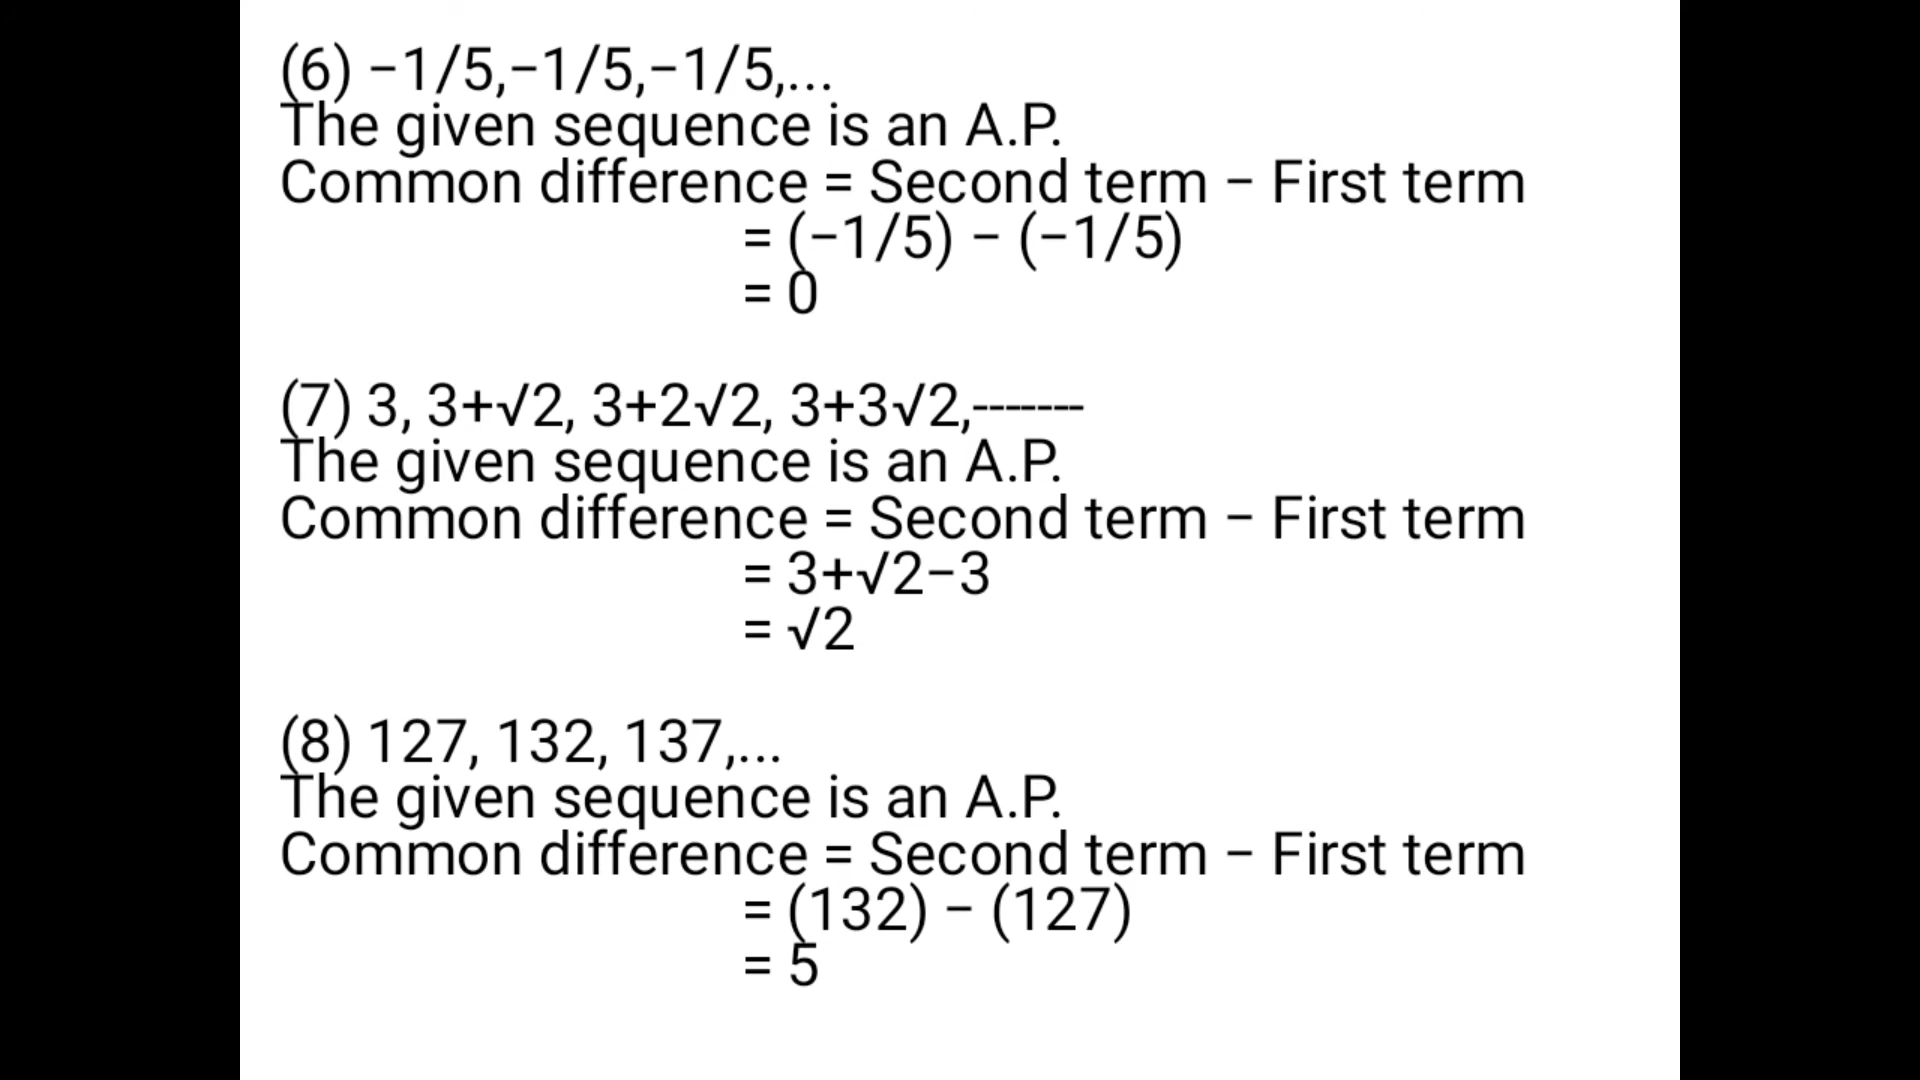 (6) −1/5,−1/5,−1/5,...
The given sequence is an A.P.
Common difference = Second term − First term
= (−1/5) − (−1/5)
= 0
(7) 3, 3+√2, 3+2√2, 3+3√2,-------
The given sequence is an A.P.
Common difference = Second term − First term
= 3+√2−3
= √2
(8) 127, 132, 137,...
The given sequence is an A.P.
Common difference = Second term − First term
= (132) − (127)
= 5